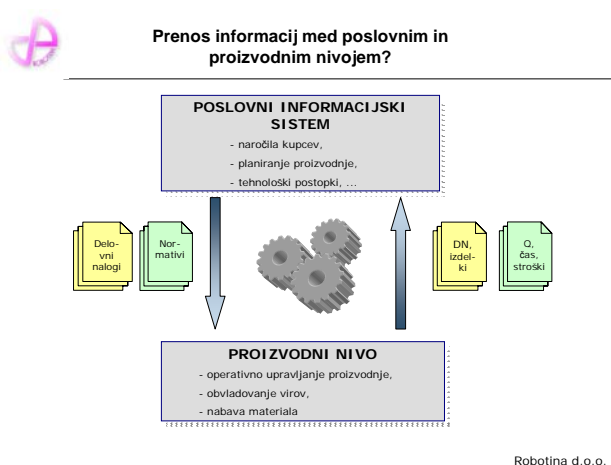 Prenos informacij med poslovnim in
proizvodnim nivojem?
POSLOVNI INFORMACIJSKI
SISTEM
- naročila kupcev,
- planiranje proizvodnje,
- tehnološki postopki, ...
Delo-
vni
nalogi
Nor-
mativi
DN,
izdel-
ki
Q,
čas,
stroški
PROIZVODNI NIVO
- operativno upravljanje proizvodnje,
- obvladovanje virov,
- nabava materiala
Robotina d.o.o.